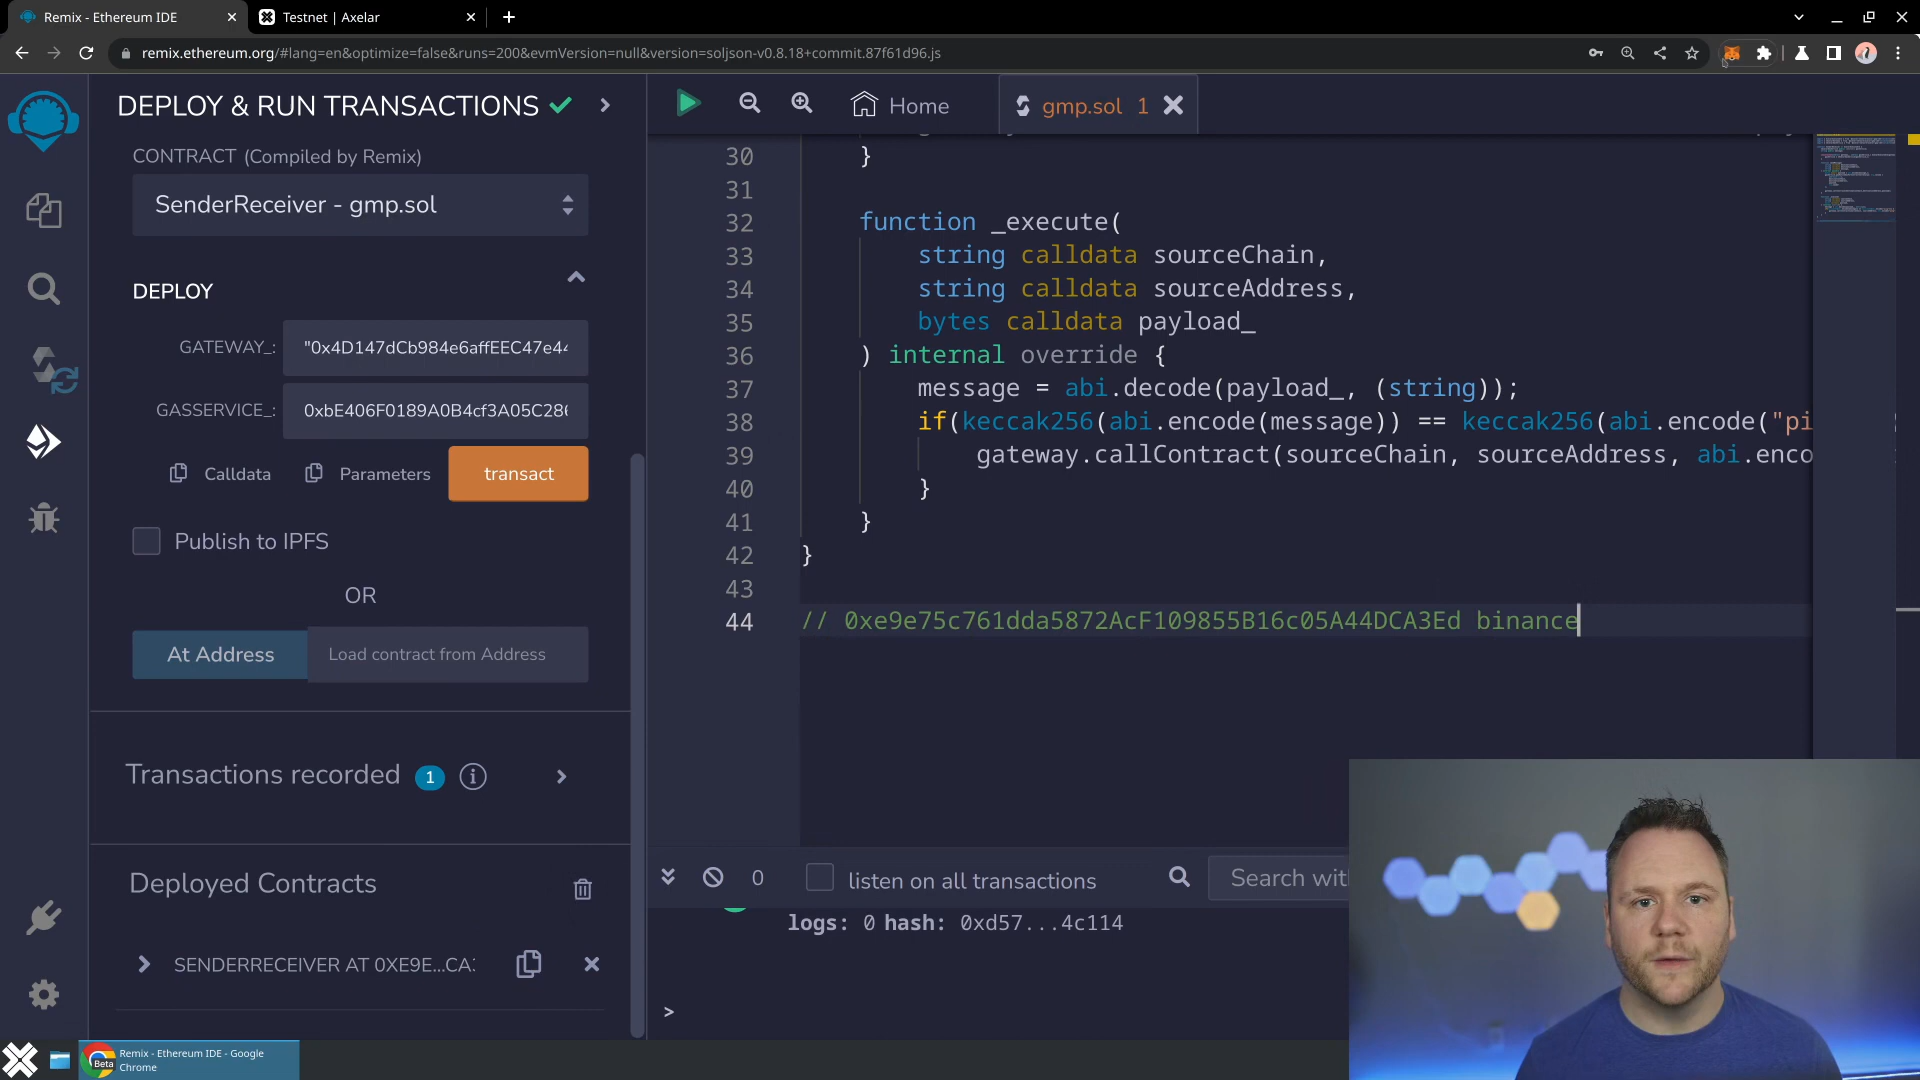 Remix - Ethereum IDE
Testnet | Axelar
remix.ethereum.org/#lang=en&optimize=false&runs=200&evmVersion=null&version=soljson-v0.8.18+commit.87f61d96.js
DEPLOY & RUN TRANSACTIONS
Home
gmp.sol 1
CONTRACT (Compiled by Remix)
SenderReceiver - gmp.sol
DEPLOY
GATEWAY_: "0x4D147dCb984e6affEEC47e44
GASSERVICE_: 0xbE406F0189A0B4cf3A05C286
Calldata Parameters transact
Publish to IPFS
OR
At Address Load contract from Address
Transactions recorded 1
Deployed Contracts
SENDERRECEIVER AT 0XE9E...CA3
30 }
31
32 function _execute(
33 string calldata sourceChain,
34 string calldata sourceAddress,
35 bytes calldata payload_
36 ) internal override {
37 message = abi.decode(payload_, (string));
38 if(keccak256(abi.encode(message)) == keccak256(abi.encode("pi
39 gateway.callContract(sourceChain, sourceAddress, abi.enco
40 }
41 }
42 }
43
44 // 0xe9e75c761dda5872AcF109855B16c05A44DCA3Ed binance
0 listen on all transactions Search wit
logs: 0 hash: 0xd57...4c114
>
Beta
Remix - Ethereum IDE - Google
Chrome